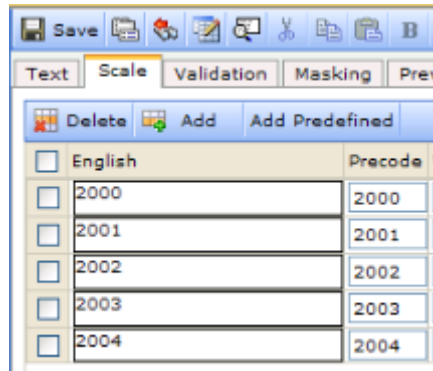 Save B
Text Scale Validation Masking Prev
Delete Add Add Predefined
English Precode
2000 2000
2001 2001
2002 2002
2003 2003
2004 2004